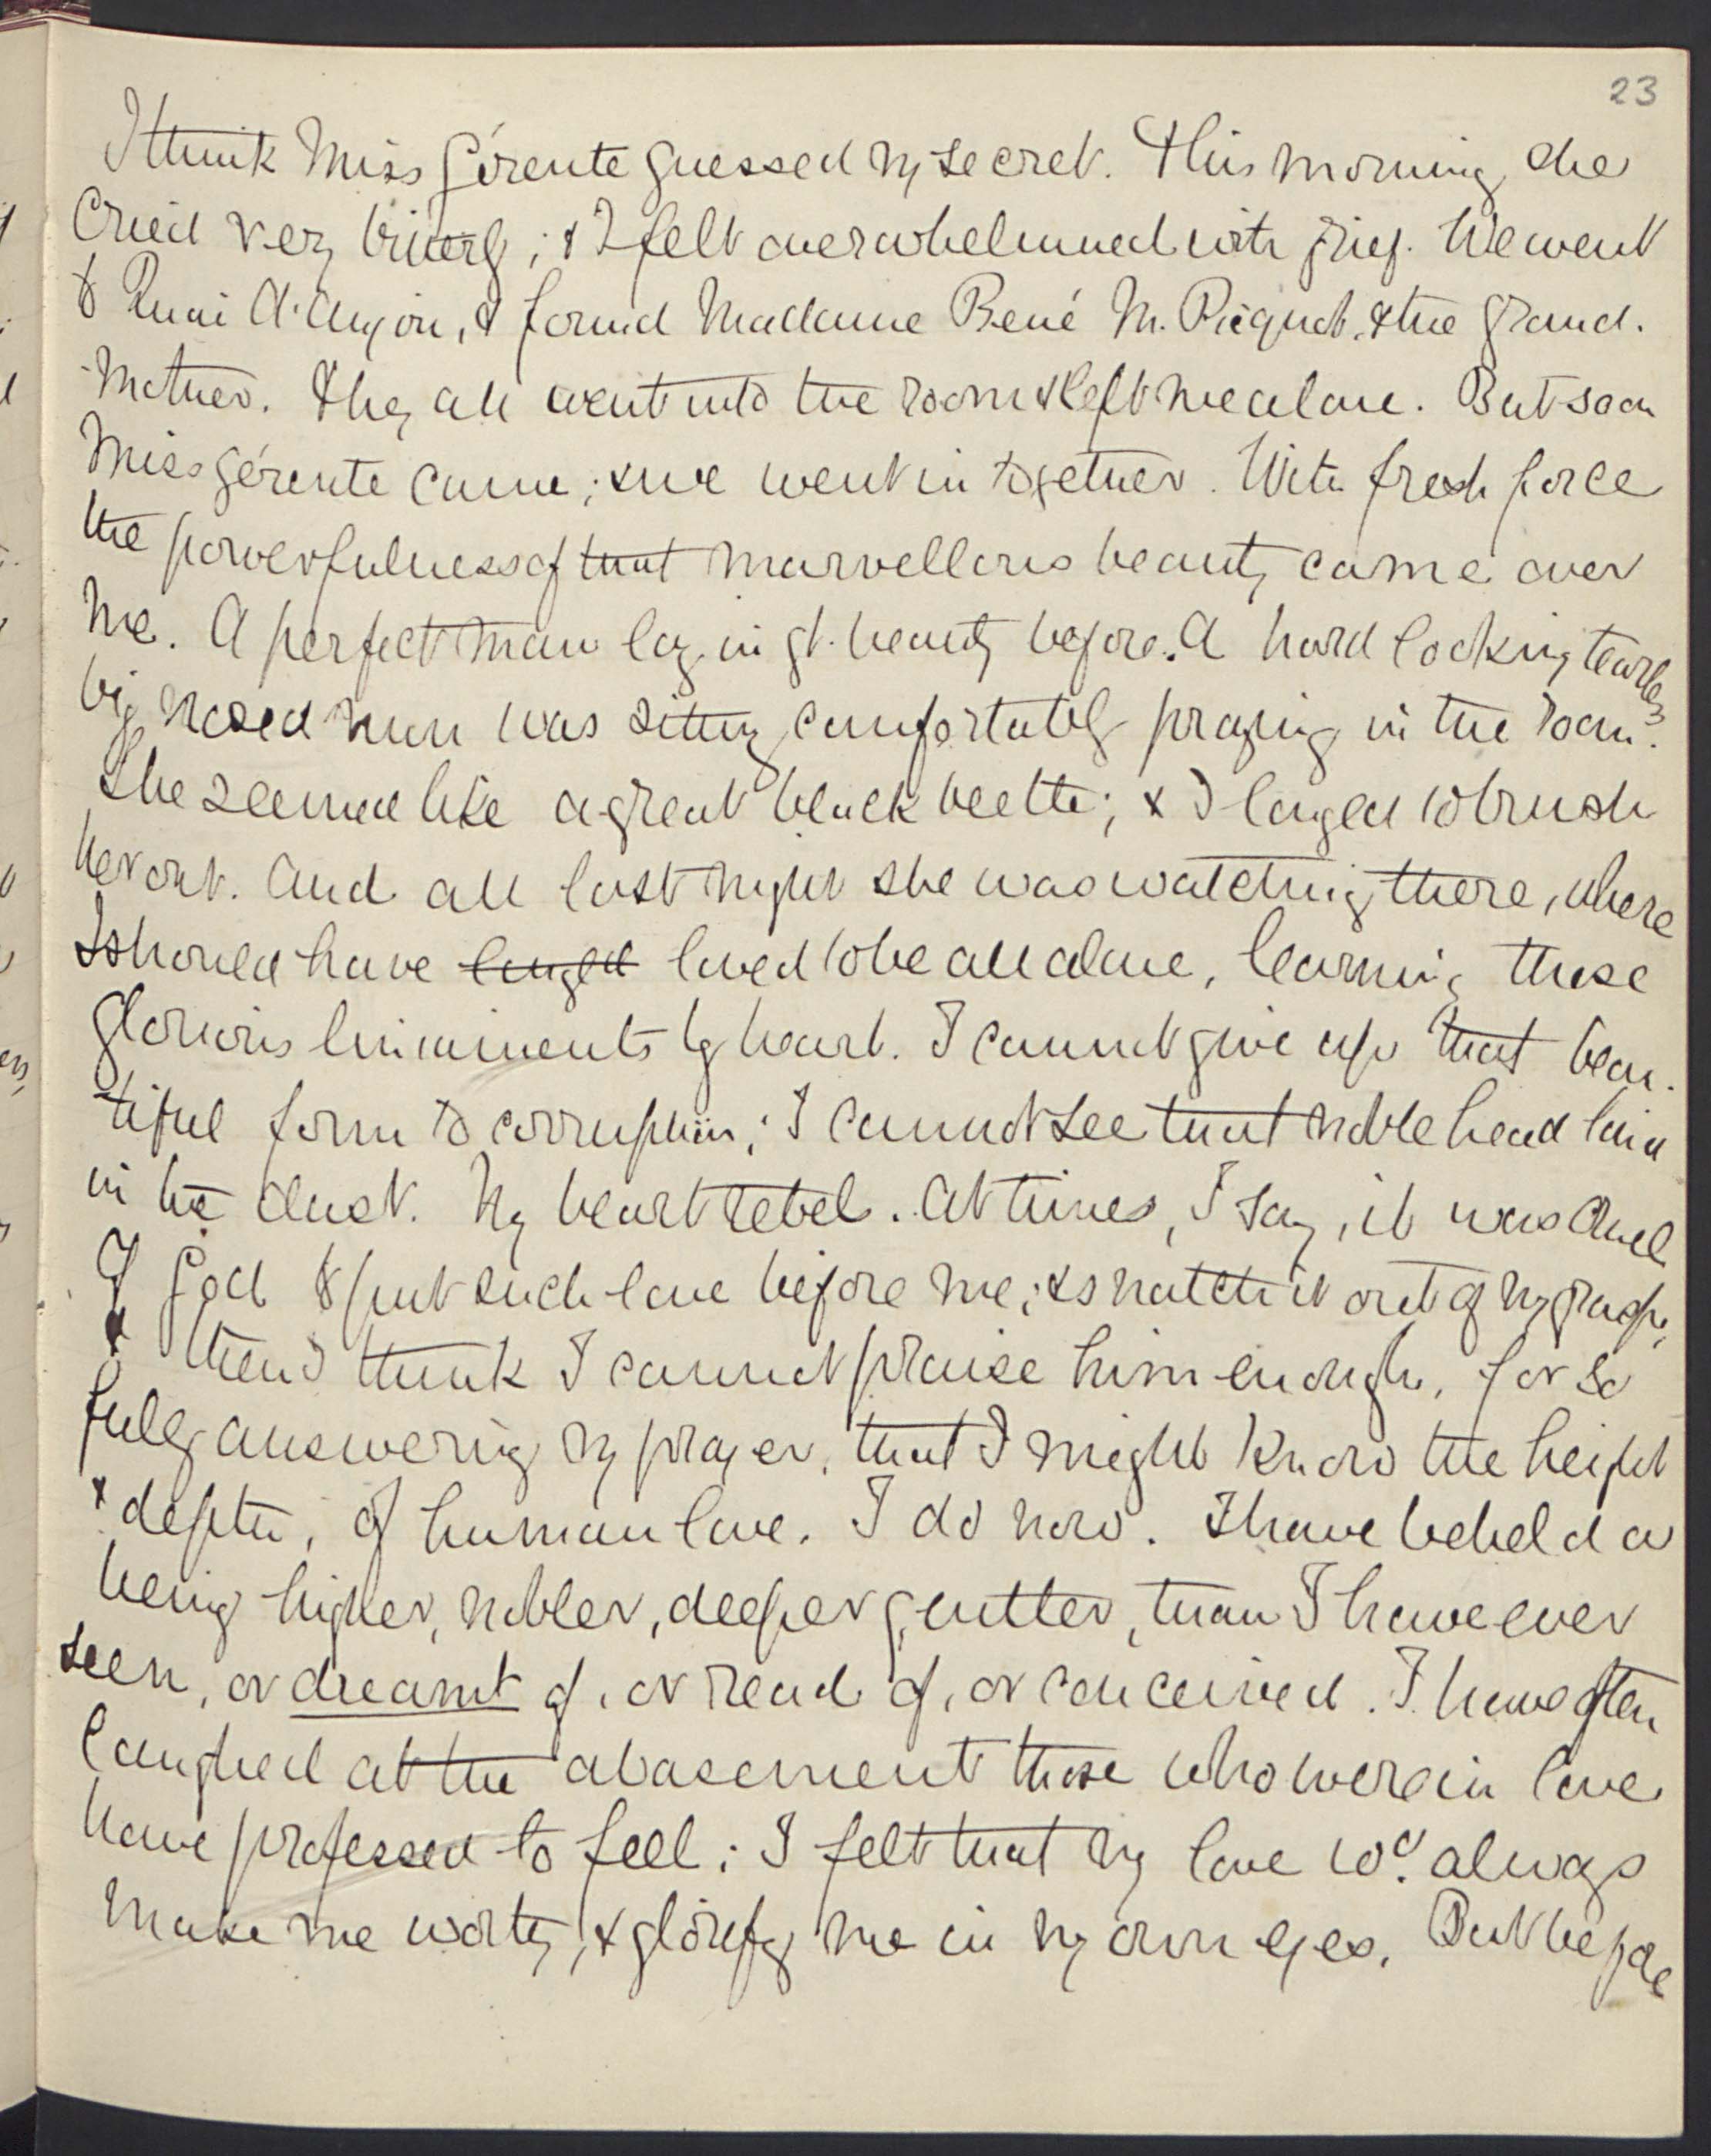 23
I think Miss Gérente guessed my secret. This morning she
cried very bitterly; & I felt overwhelmned with grief. We went
to Quai d'Anjou, & found Madame René M. Picquot, & the grand.
-mother. They all went into the room & left me alone. But soon
Miss Gérente came; & we went in together. With fresh force
the powerfulness of that marvellous beauty came over
me. A perfect man lay, in gt. beauty before. A hard looking tearless
big nosed nun was sitting comfortably praying in the room.
She seemed like a great black beetle; & I longed to brush
her out. And all last night she was watching there, where
I should have longed loved to be all alone, learning those
glorious liniaments by heart. I cannot give up that beau-
tiful form to corruption; I cannot see that noble head laid
in the dust. My heart rebel. At times, I say, it was cruel
of God to put such love before me; & snatch it out of my grasp;
& then I think I cannot praise him enough, for so
fully answering my prayer, that I might know the height
& depth, of human love. I do now. I have beheld a
being higher, nobler, deeper, gentler, than I have ever
seen, or dreamt of, or read of, or conceived. I have often
laughed at the abasement those who were in love
have professed to feel; I felt that my love wd. always
make me worthy, & glorify me in my own eyes. But before